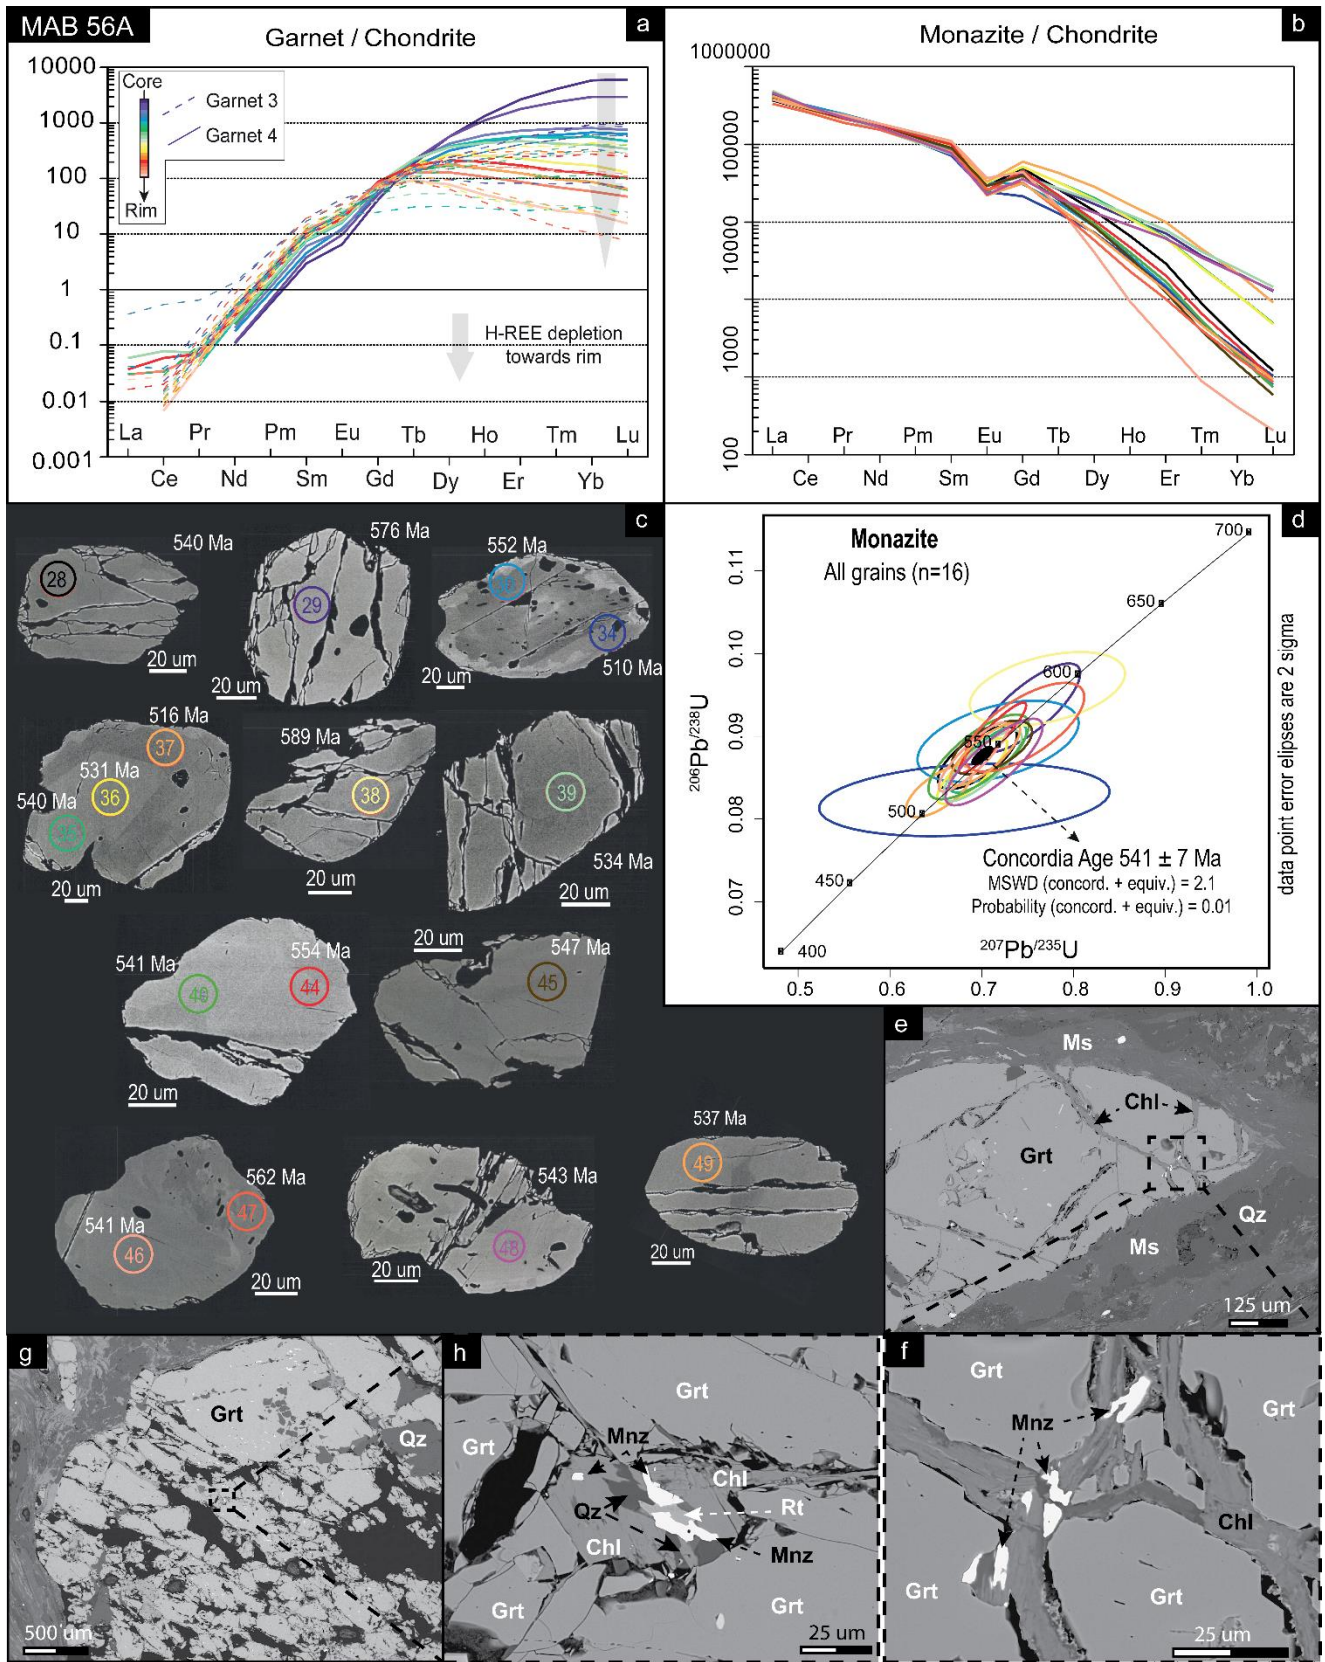 MAB 56A
a
Garnet / Chondrite
10000
1000
100
10
1
0.1
0.01
0.001
Core
Rim
Garnet 3
Garnet 4
H-REE depletion
towards rim
La Pr Pm Eu Tb Ho Tm Lu
Ce Nd Sm Gd Dy Er Yb
b
Monazite / Chondrite
1000000
100000
10000
1000
100
La Pr Pm Eu Tb Ho Tm Lu
Ce Nd Sm Gd Dy Er Yb
c
540 Ma
28
20 um
576 Ma
29
20 um
552 Ma
30
34
510 Ma
20 um
516 Ma
37
531 Ma
36
540 Ma
35
20 um
589 Ma
38
20 um
39
534 Ma
20 um
541 Ma
40
554 Ma
44
20 um
20 um
547 Ma
45
562 Ma
47
541 Ma
46
20 um
543 Ma
48
20 um
537 Ma
49
20 um
d
Monazite
All grains (n=16)
700
650
600
550
500
450
400
0.11
0.10
0.09
0.08
0.07
206Pb/238U
Concordia Age 541 ± 7 Ma
MSWD (concord. + equiv.) = 2.1
Probability (concord. + equiv.) = 0.01
207Pb/235U
0.5 0.6 0.7 0.8 0.9 1.0
data point error elipses are 2 sigma
e
Ms
Chl
Grt
Qz
Ms
125 um
g
Grt
Qz
500 um
h
Grt
Mnz
Grt
Chl
Qz
Rt
Chl
Mnz
Grt
Grt
25 um
f
Grt
Mnz
Grt
Chl
Grt
Grt
25 um